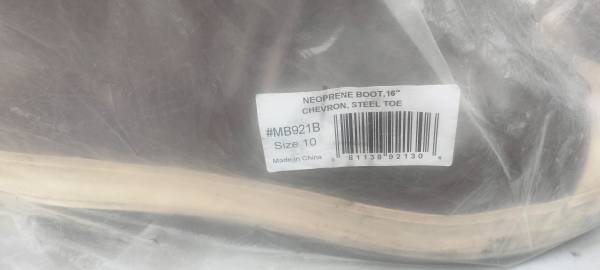 NEOPRENE BOOT,16"
CHEVRON, STEEL TOE
#MB921B
Size 10
Made in China
81138 92130